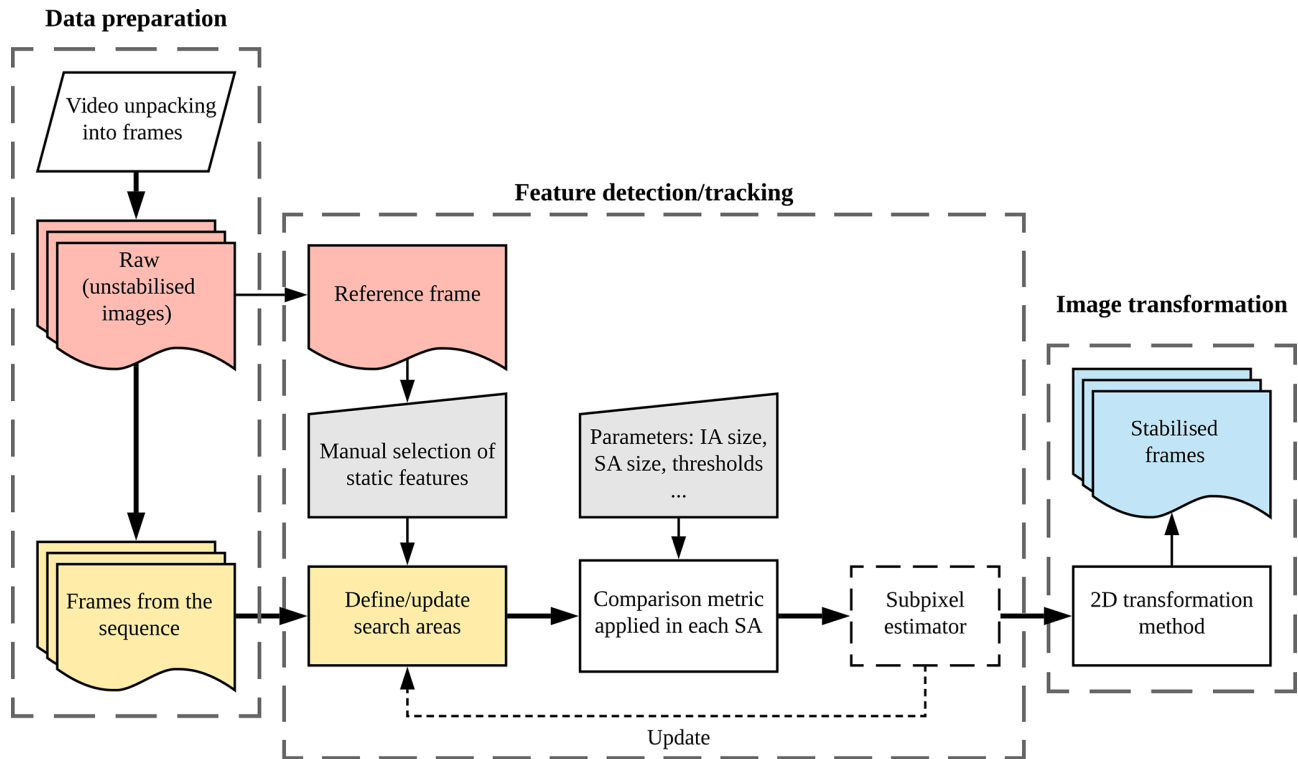 Data preparation
Video unpacking
into frames
Raw
(unstabilised
images)
Frames from the
sequence
Feature detection/tracking
Reference frame
Manual selection of
static features
Parameters: IA size,
SA size, thresholds
...
Define/update
search areas
Comparison metric
applied in each SA
Subpixel
estimator
Update
Image transformation
Stabilised
frames
2D transformation
method